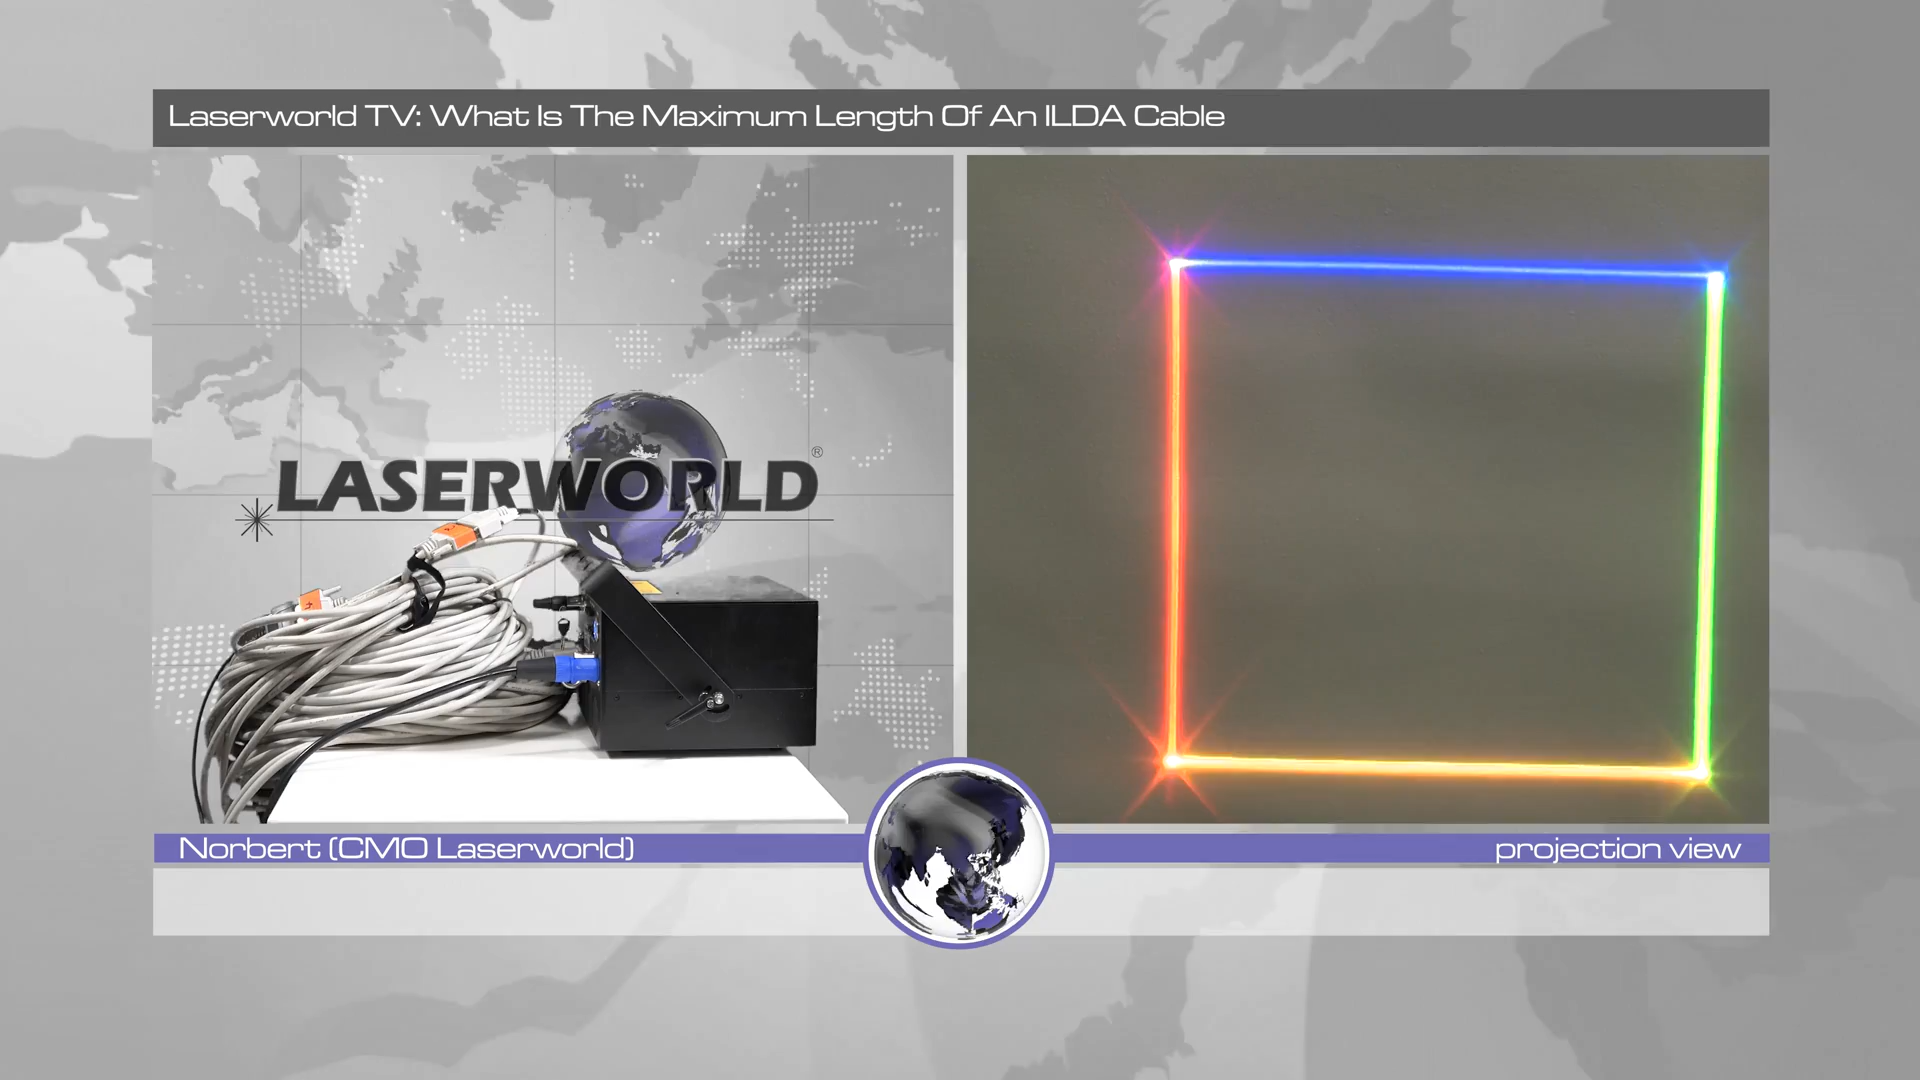 Laserworld TV: What Is The Maximum Length Of An ILDA Cable
LASERWORLD®
Norbert (CMO Laserworld)
projection view